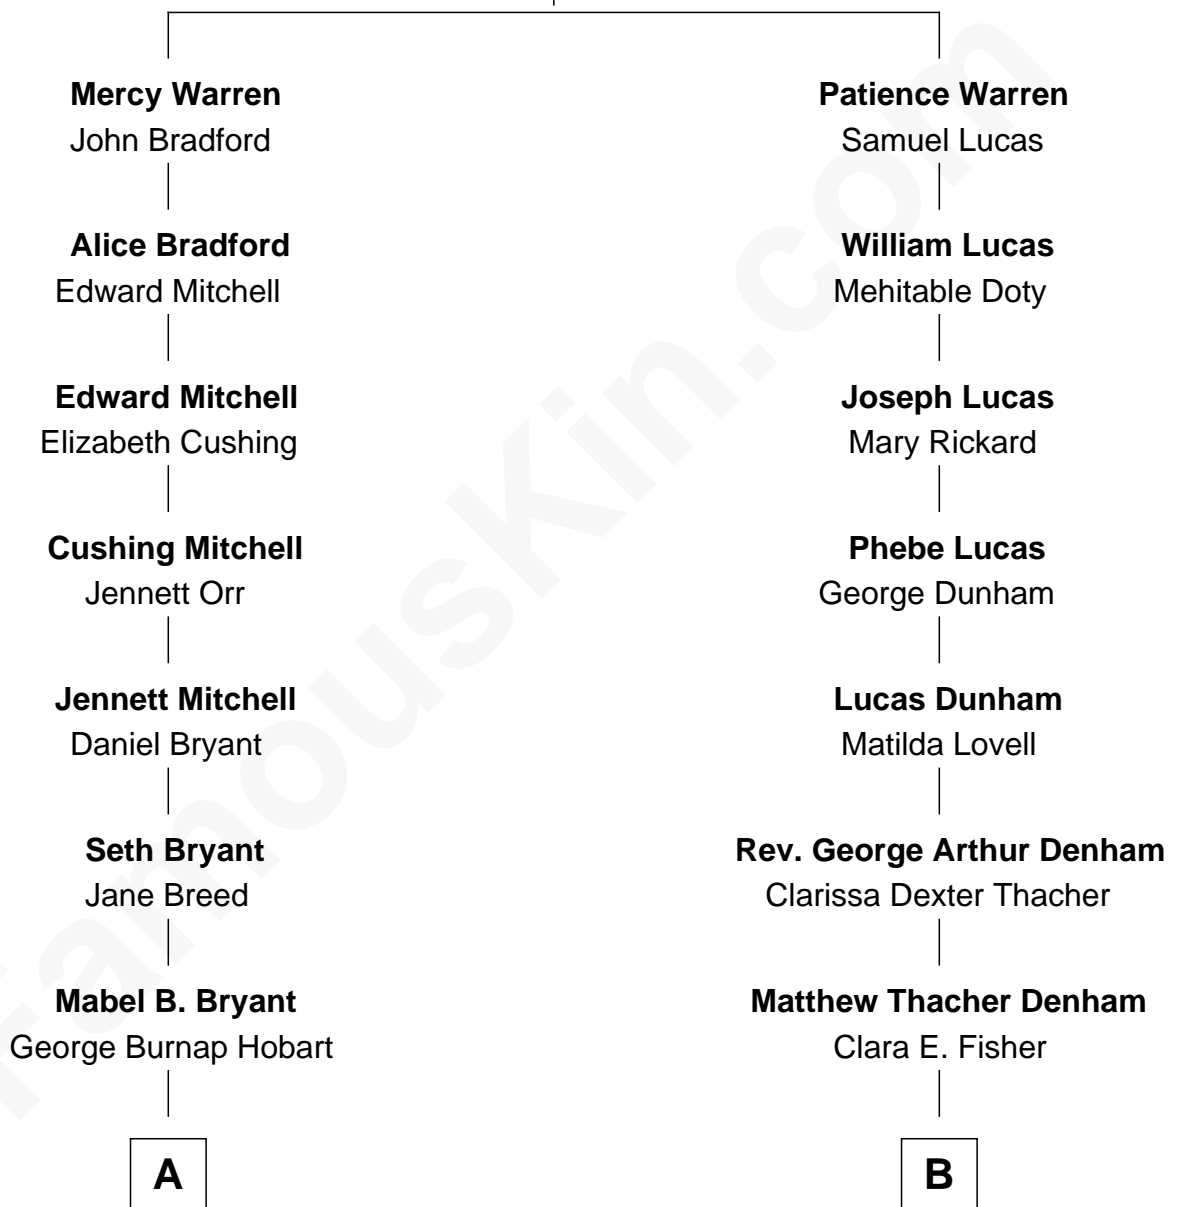 Mercy Warren
John Bradford
Alice Bradford
Edward Mitchell
Edward Mitchell
Elizabeth Cushing
Cushing Mitchell
Jennett Orr
Jennett Mitchell
Daniel Bryant
Seth Bryant
Jane Breed
Mabel B. Bryant
George Burnap Hobart
A
Patience Warren
Samuel Lucas
William Lucas
Mehitable Doty
Joseph Lucas
Mary Rickard
Phebe Lucas
George Dunham
Lucas Dunham
Matilda Lovell
Rev. George Arthur Denham
Clarissa Dexter Thacher
Matthew Thacher Denham
Clara E. Fisher
B
FamousKin.com